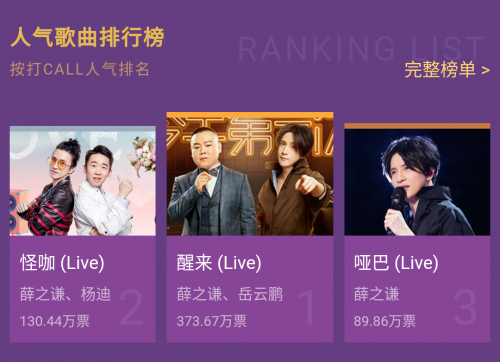 人气歌曲排行榜
RANKING LIST
按打CALL人气排名
完整榜单 >
怪咖 (Live)
薛之谦、杨迪
130.44万票
2
醒来 (Live)
薛之谦、岳云鹏
373.67万票
1
哑巴 (Live)
薛之谦
89.86万票
3